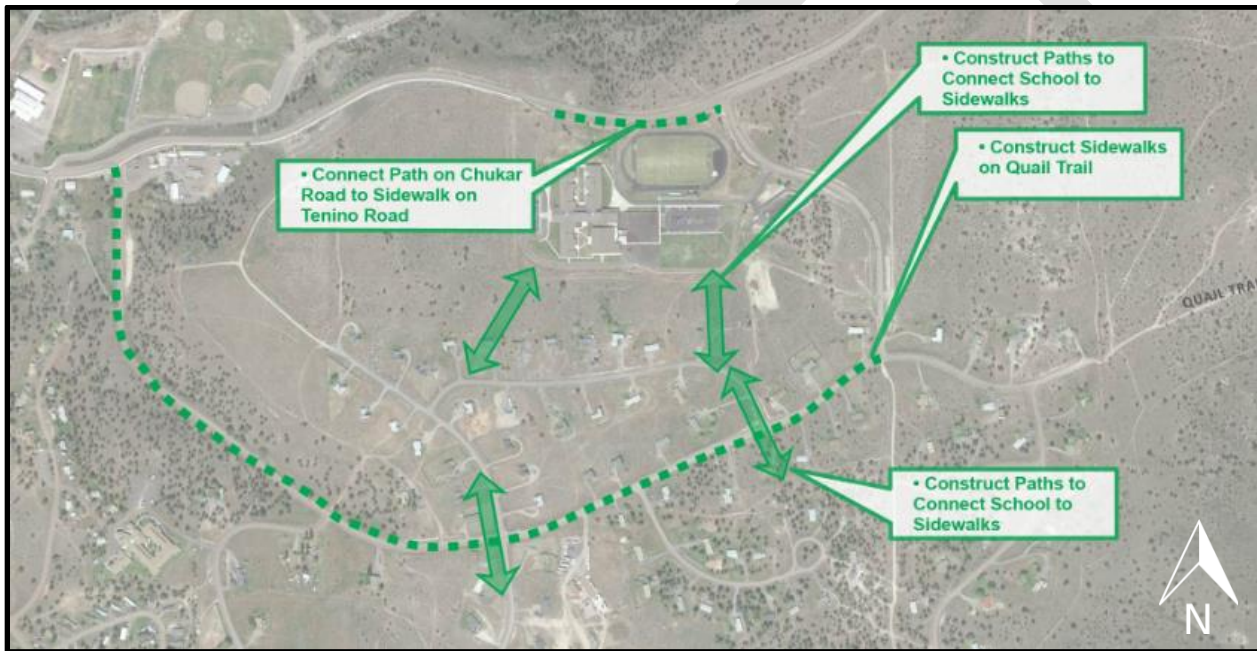 • Construct Paths to
Connect School to
Sidewalks
• Construct Sidewalks
on Quail Trail
• Connect Path on Chukar
Road to Sidewalk on
Tenino Road
QUAIL TRA
• Construct Paths to
Connect School to
Sidewalks
N